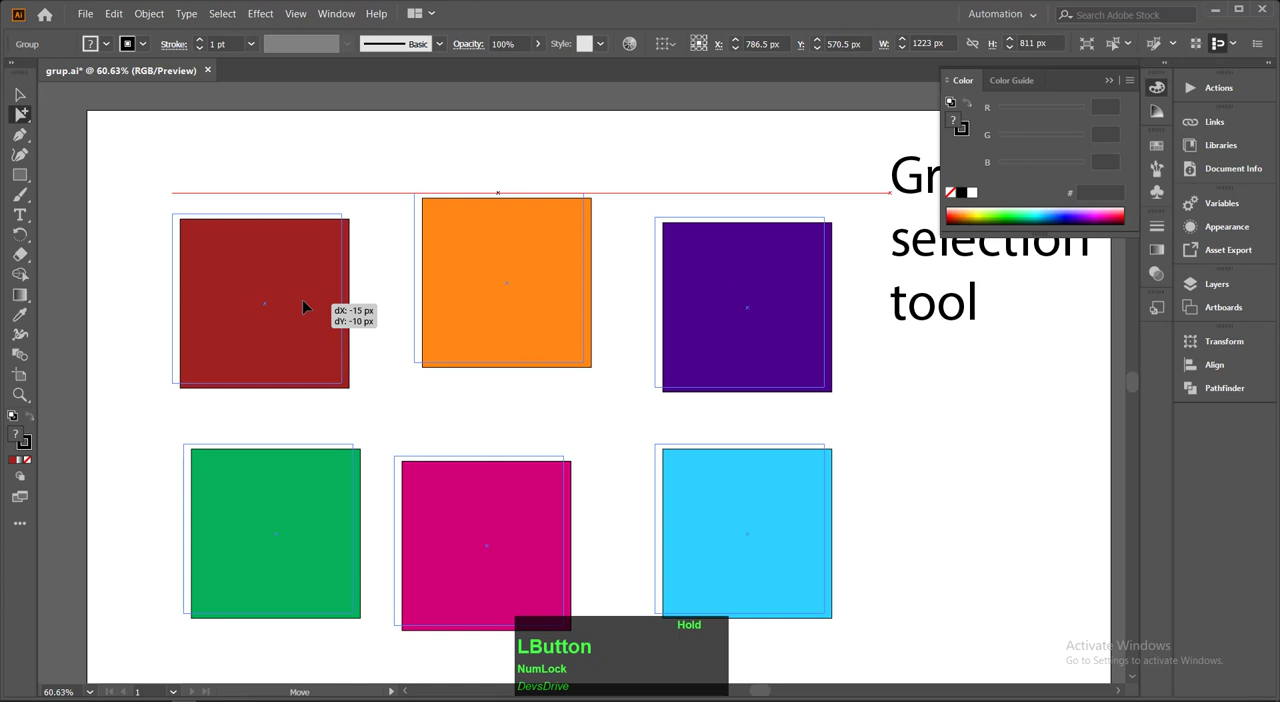 Ai File Edit Object Type Select Effect View Window Help Automation Search Adobe Stock
Group ? Stroke: 1 pt Basic Opacity: 100% Style: X: 786.5 px Y: 570.5 px W: 1223 px H: 811 px
grup.ai* @ 60.63% (RGB/Preview) ×
Color Color Guide
R
G
B
#
?
Actions
Links
Libraries
Document Info
Variables
Appearance
Asset Export
Layers
Artboards
Transform
Align
Pathfinder
selection
tool
dX: -15 px
dY: -10 px
Hold
LButton
NumLock
DevsDrive
Activate Windows
Go to Settings to activate Windows.
60.63% 1 Move